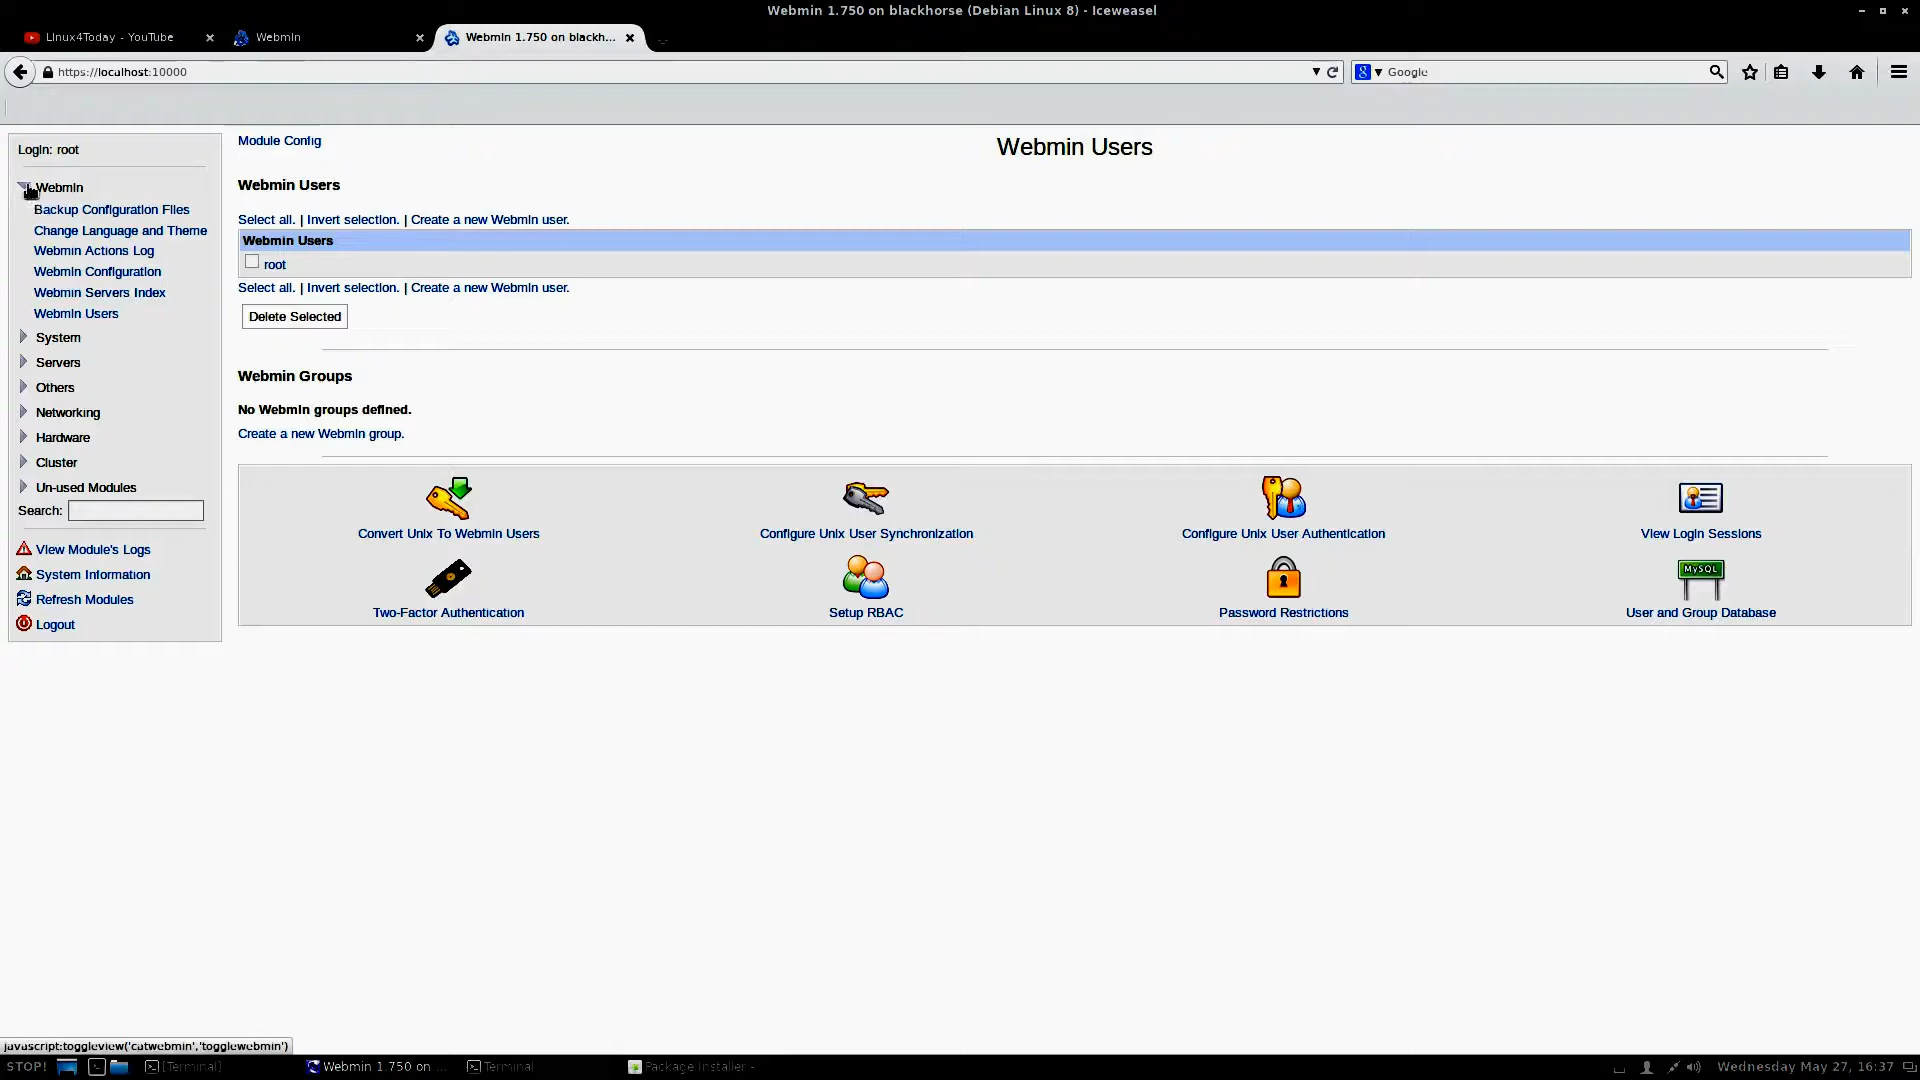 Webmin 1.750 on blackhorse (Debian Linux 8) - Iceweasel
Linux4Today - YouTube
Webmin
Webmin 1.750 on blackh...
https://localhost:10000
Google
Login: root
Webmin
Backup Configuration Files
Change Language and Theme
Webmin Actions Log
Webmin Configuration
Webmin Servers Index
Webmin Users
System
Servers
Others
Networking
Hardware
Cluster
Un-used Modules
Search:
View Module's Logs
System Information
Refresh Modules
Logout
Module Config
Webmin Users
Webmin Users
Select all. | Invert selection. | Create a new Webmin user.
Webmin Users
root
Select all. | Invert selection. | Create a new Webmin user.
Delete Selected
Webmin Groups
No Webmin groups defined.
Create a new Webmin group.
Convert Unix To Webmin Users
Configure Unix User Synchronization
Configure Unix User Authentication
View Login Sessions
MySQL
Two-Factor Authentication
Setup RBAC
Password Restrictions
User and Group Database
javascript:toggleview('catwebmin','togglewebmin')
STOP!
[Terminal]
Webmin 1.750 on ...
Terminal
Package Installer -
Wednesday May 27, 16:37